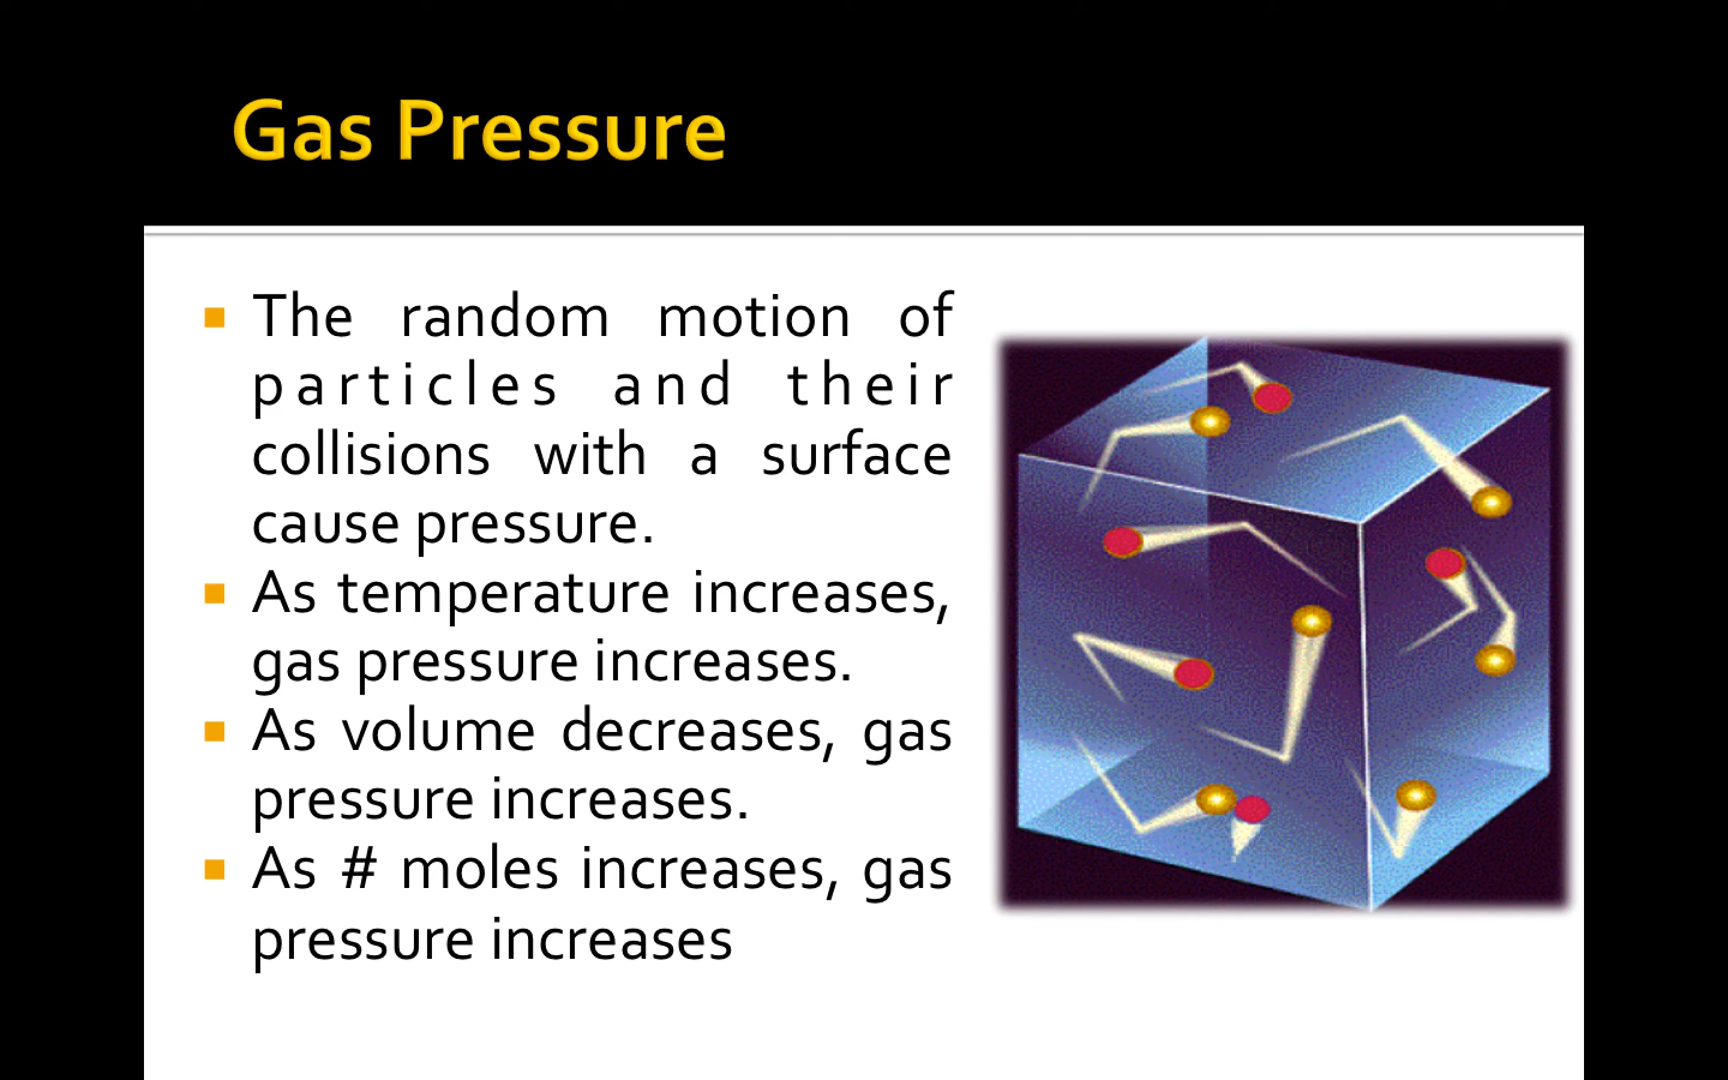 Gas Pressure
The random motion of
particles and their
collisions with a surface
cause pressure.
As temperature increases,
gas pressure increases.
As volume decreases, gas
pressure increases.
As # moles increases, gas
pressure increases